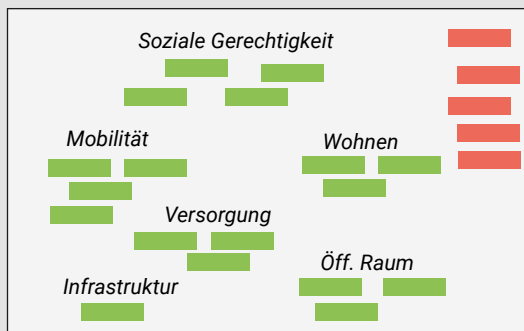 Soziale Gerechtigkeit
Mobilität
Wohnen
Versorgung
Öff. Raum
Infrastruktur